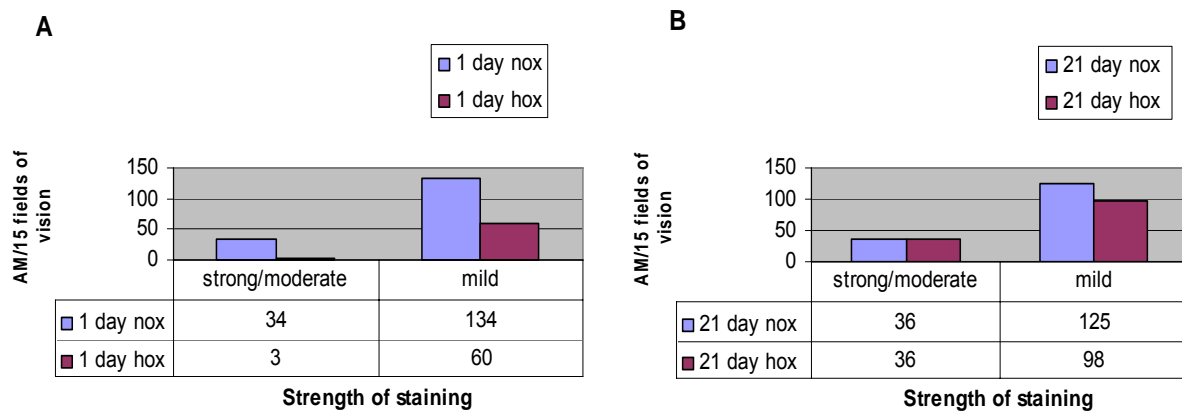 A
1 day nox
1 day hox
AM/15 fields of
vision
150
100
50
0
strong/moderate mild
1 day nox 34 134
1 day hox 3 60
Strength of staining
B
21 day nox
21 day hox
AM/15 fields of
vision
150
100
50
0
strong/moderate mild
21 day nox 36 125
21 day hox 36 98
Strength of staining